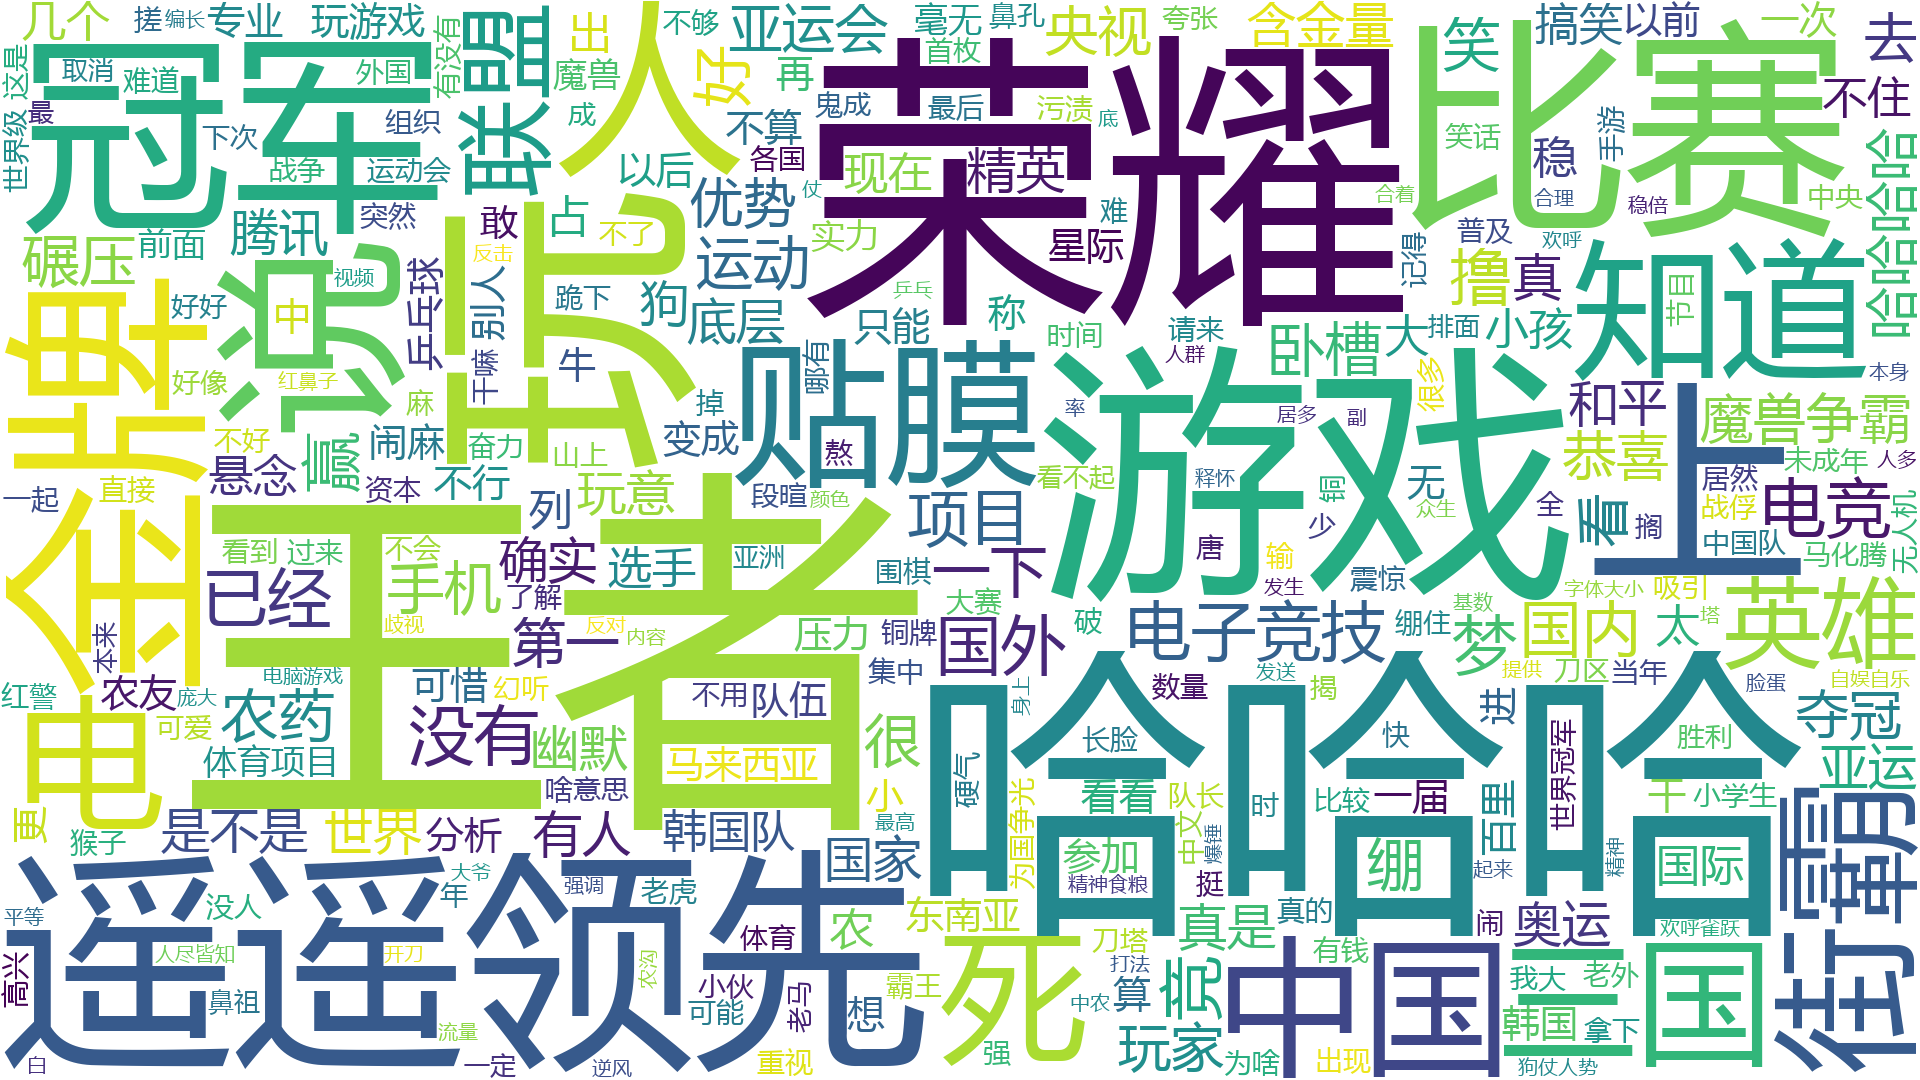 几个
搓
编长
专业
玩游戏
有没有
联盟
出
人
不够
好
亚运会
毫无
鼻孔
首枚
央视
夸张
含金量
笑
搞笑
以前
一次
去
这是
世界级
取消
最
难道
冠军
外国
下次
组织
战争
运动会
魔兽
成
再
不算
鬼成
最后
污渍
底
荣耀
比赛
笑话
稳
手游
不住
哈哈哈哈
各国
现在
精英
以后
优势
仗
合着
合理
稳倍
中央
腾讯
突然
敢
占
不了
实力
难
星际
记得
普及
欢呼
碾压
前面
说
视频
反击
玩
运动
撸
真
知道
节目
好好
中
乒乓球
别人
跪下
狗
底层
乒乓
只能
称
时间
请来
人群
卧槽
大
排面
小孩
金牌
好像
红鼻子
麻
干嘛
牛
掉
哪有
贴膜
率
居多
副
很多
和平
本身
魔兽争霸
不好
赢
闹麻
奋力
山上
变成
熬
看不起
游戏
释怀
铜
无
众生
恭喜
上
未成年
人多
悬念
直接
一起
资本
不行
列
玩意
段暄
颜色
项目
唐
少
输
全
看
搁
居然
战俘
电竞
无人机
看到
过来
不会
确实
选手
亚洲
围棋
一下
发生
震惊
中国队
马化腾
已经
手机
了解
王者
大赛
破
基数
字体大小
吸引
歧视
第一
反对
内容
压力
铜牌
国外
电子竞技
绷住
梦
国内
太
塔
英雄
本来
红警
农友
庞大
电脑游戏
可惜
幻听
不用
队伍
集中
身上
数量
发送
揭
提供
刀区
当年
脸蛋
自娱自乐
电
可爱
农药
没有
幽默
很
哈哈哈
长脸
快
进
胜利
夺冠
体育项目
马来西亚
啥意思
小
硬气
看看
队长
时
比较
一届
世界冠军
干
小学生
亚运
更
猴子
是不是
世界
分析
有人
韩国队
最高
国家
为国争光
参加
中文
爆锤
绷
百里
起来
精神
国际
街霸
遥遥领先
大爷
年
强调
老虎
精神食粮
挺
平等
没人
农
东南亚
真是
真的
闹
奥运
欢呼雀跃
人尽皆知
开刀
农沟
体育
死
刀塔
打法
竞
有钱
高兴
鼻祖
小伙
老马
霸王
中农
算
中国
我大
老外
三国
流量
可能
想
韩国
拿下
白
一定
逆风
重视
强
玩家
为啥
出现
狗仗人势